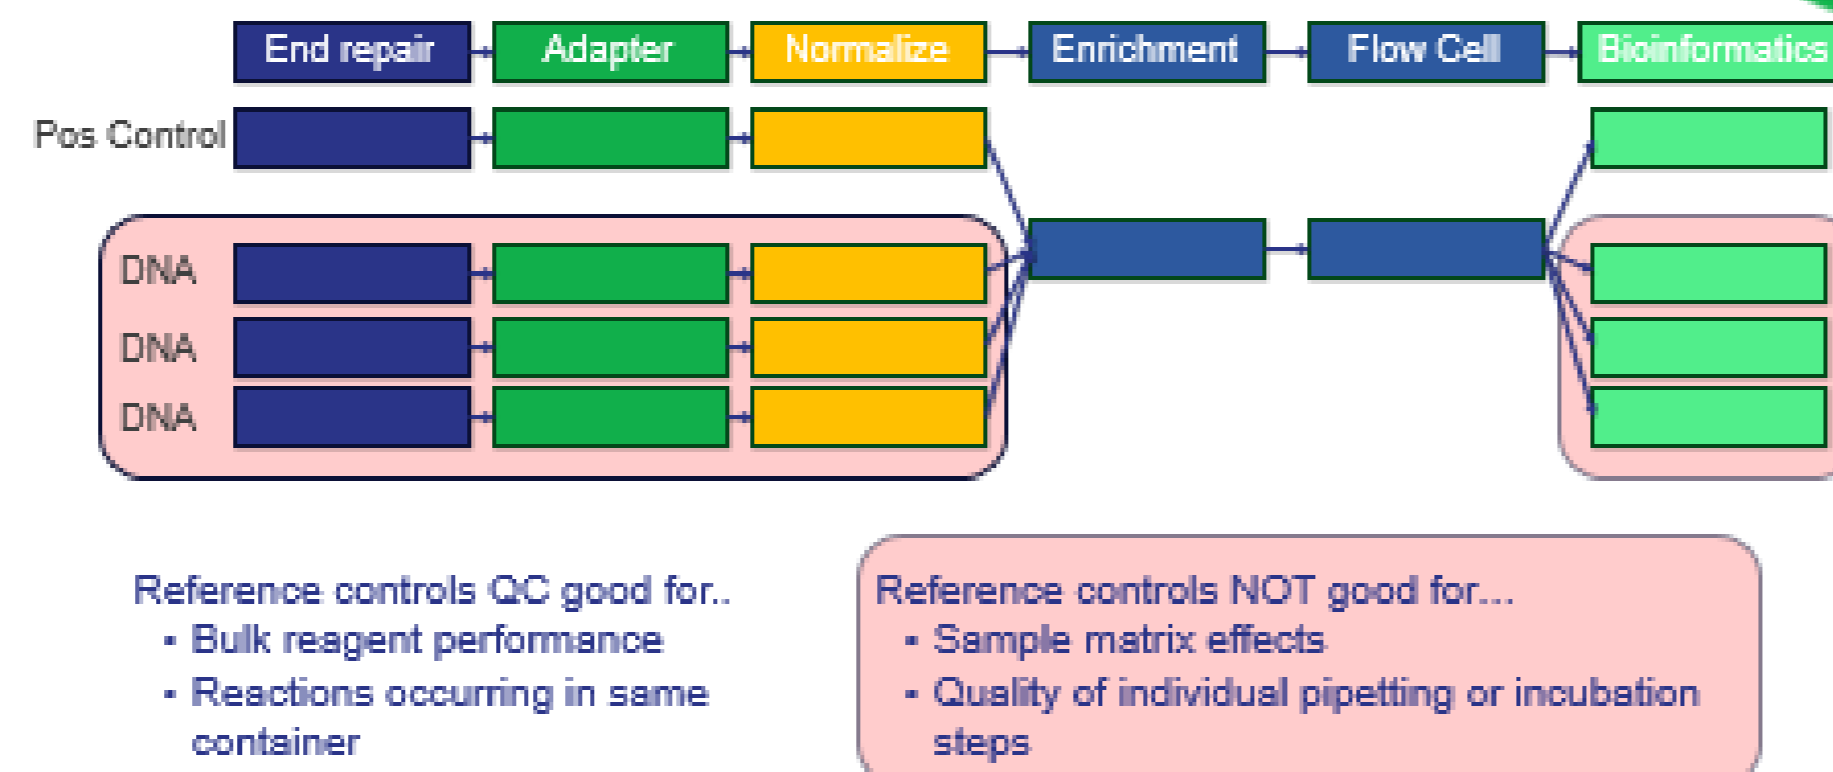 End repair Adapter Normalize Enrichment Flow Cell Bioinformatics
Pos Control
DNA
DNA
DNA
Reference controls QC good for..
▪ Bulk reagent performance
▪ Reactions occurring in same
container
Reference controls NOT good for...
▪ Sample matrix effects
▪ Quality of individual pipetting or incubation
steps